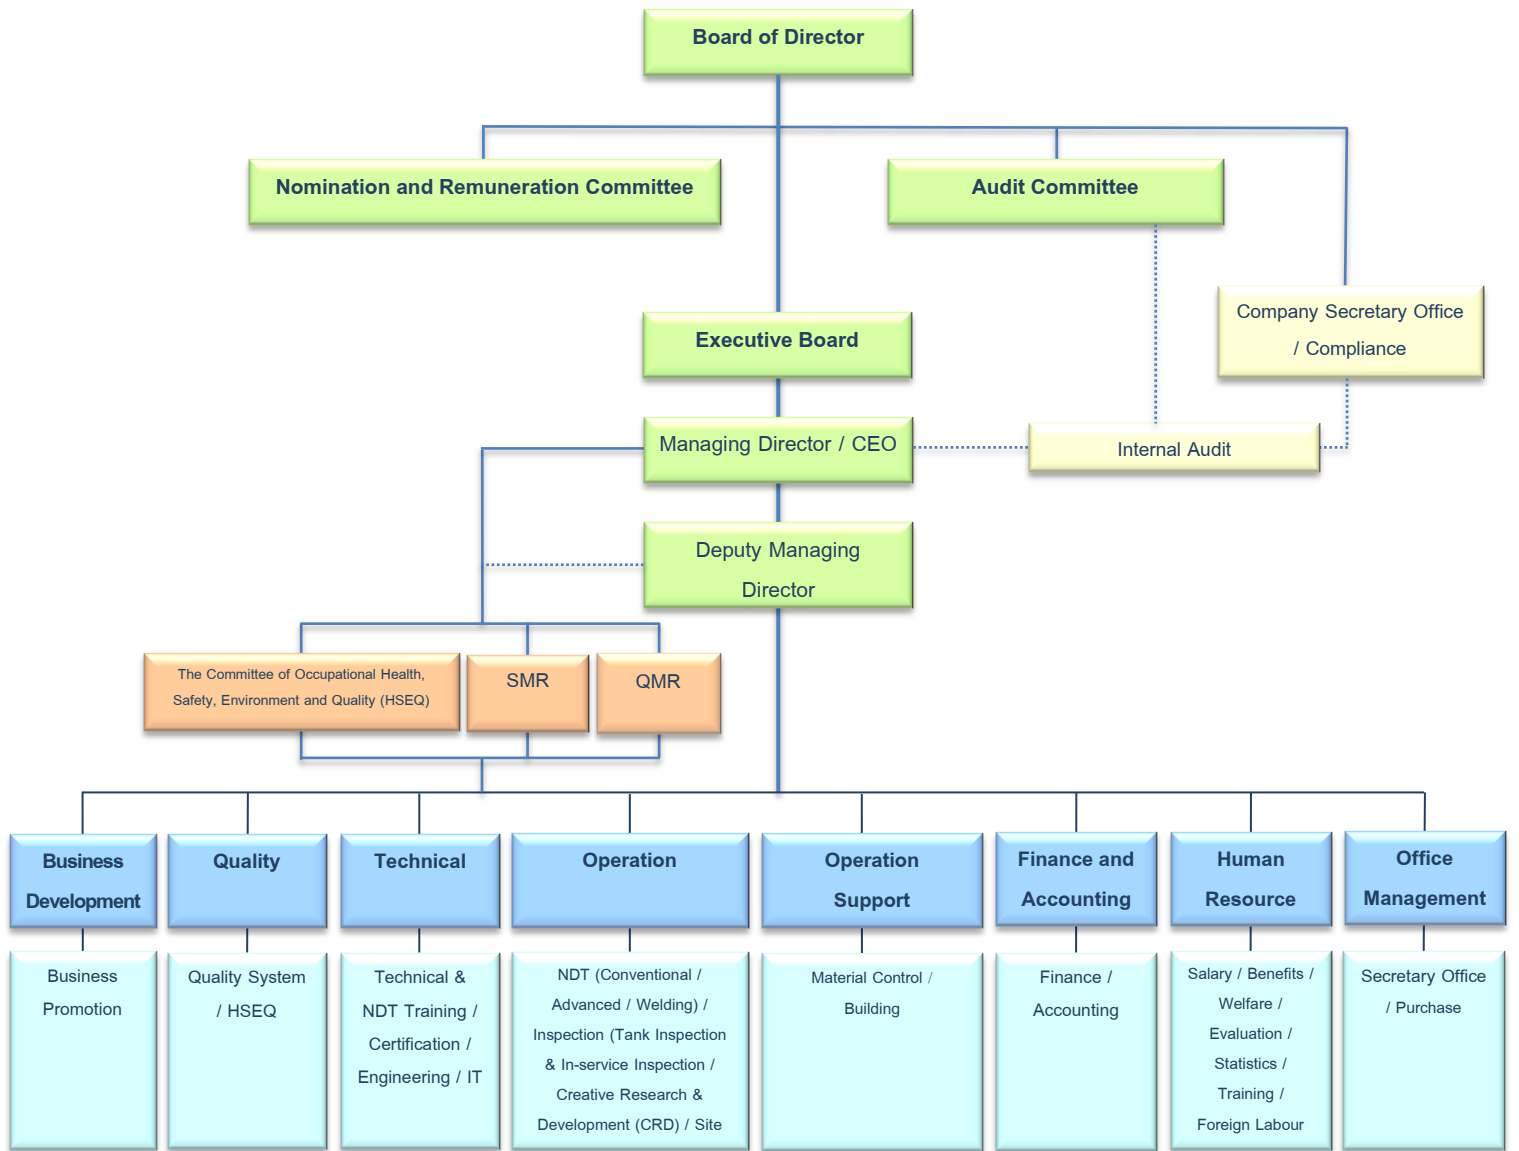 Board of Director
Nomination and Remuneration Committee
Audit Committee
Company Secretary Office
/ Compliance
Executive Board
Managing Director / CEO
Internal Audit
Deputy Managing
Director
The Committee of Occupational Health,
Safety, Environment and Quality (HSEQ)
SMR
QMR
Business
Development
Quality
Technical
Operation
Operation
Support
Finance and
Accounting
Human
Resource
Office
Management
Business
Promotion
Quality System
/ HSEQ
Technical &
NDT Training /
Certification /
Engineering / IT
NDT (Conventional /
Advanced / Welding) /
Inspection (Tank Inspection
& In-service Inspection /
Creative Research &
Development (CRD) / Site
Material Control /
Building
Finance /
Accounting
Salary / Benefits /
Welfare /
Evaluation /
Statistics /
Training /
Foreign Labour
Secretary Office
/ Purchase